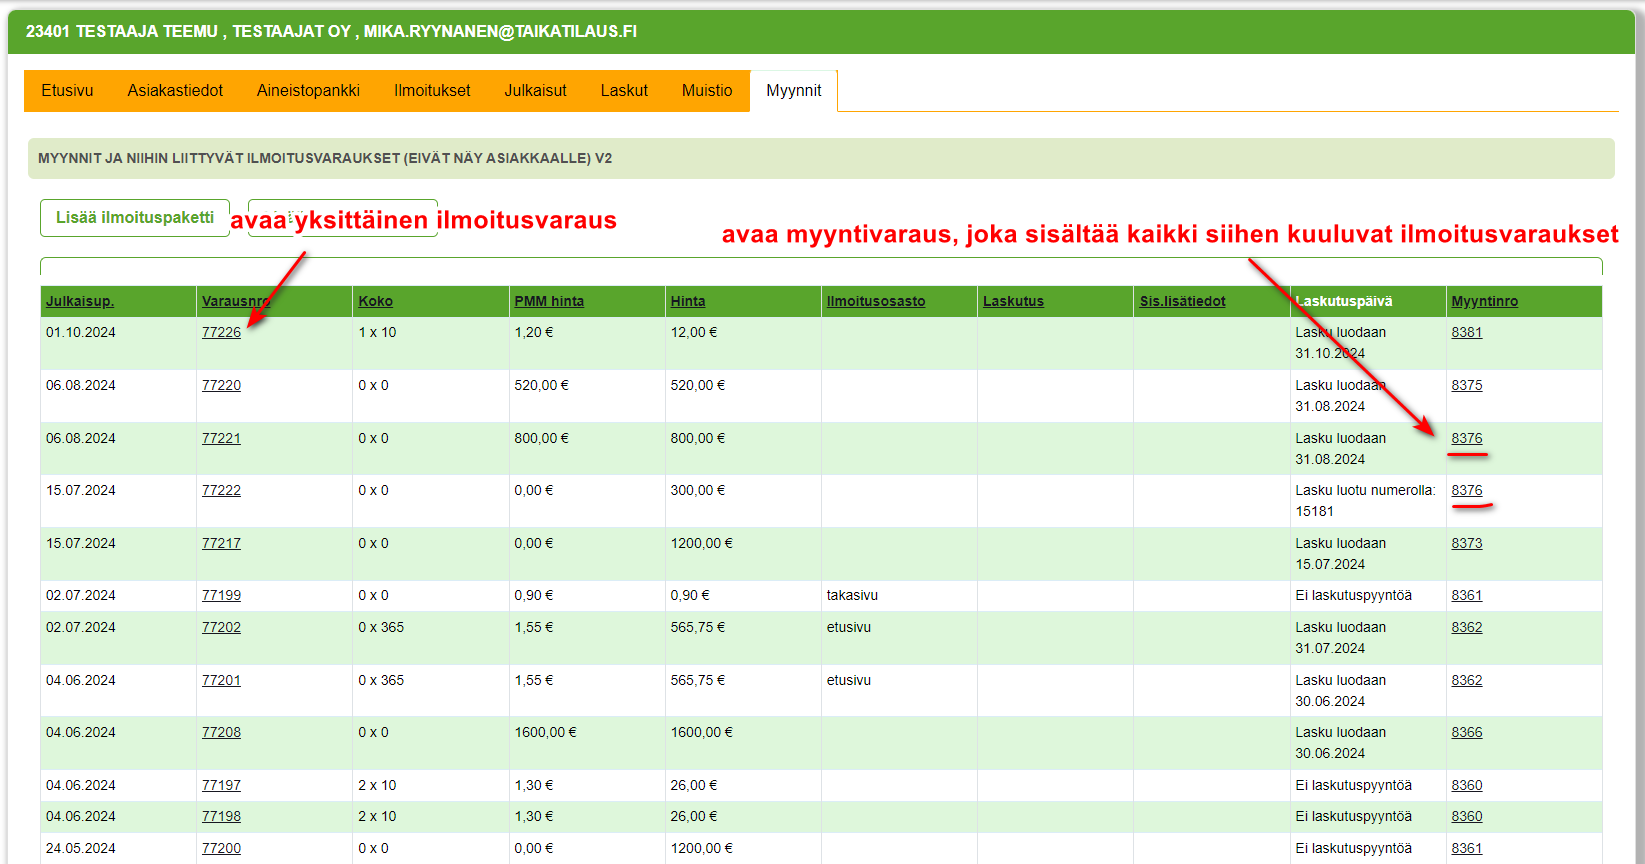 23401 TESTAAJA TEEMU , TESTAAJAT OY , MIKA.RYYNANEN@TAIKATILAUS.FI
Etusivu Asiakastiedot Aineistopankki Ilmoitukset Julkaisut Laskut Muistio Myynnit
MYYNNIT JA NIIHIN LIITTYVÄT ILMOITUSVARAUKSET (EIVÄT NÄY ASIAKKAALLE) V2
Lisää ilmoituspaketti
avaa yksittäinen ilmoitusvaraus
avaa myyntivaraus, joka sisältää kaikki siihen kuuluvat ilmoitusvaraukset
Julkaisup. Varausnro Koko PMM hinta Hinta Ilmoitusosasto Laskutus Sis.lisätiedot Laskutuspäivä Myyntinro
01.10.2024 77226 1 x 10 1,20 € 12,00 € Lasku luodaan 8381
31.10.2024
06.08.2024 77220 0 x 0 520,00 € 520,00 € Lasku luodaan 8375
31.08.2024
06.08.2024 77221 0 x 0 800,00 € 800,00 € Lasku luodaan 8376
31.08.2024
15.07.2024 77222 0 x 0 0,00 € 300,00 € Lasku luotu numerolla: 8376
15181
15.07.2024 77217 0 x 0 0,00 € 1200,00 € Lasku luodaan 8373
15.07.2024
02.07.2024 77199 0 x 0 0,90 € 0,90 € takasivu Ei laskutuspyyntöä 8361
02.07.2024 77202 0 x 365 1,55 € 565,75 € etusivu Lasku luodaan 8362
31.07.2024
04.06.2024 77201 0 x 365 1,55 € 565,75 € etusivu Lasku luodaan 8362
30.06.2024
04.06.2024 77208 0 x 0 1600,00 € 1600,00 € Lasku luodaan 8366
30.06.2024
04.06.2024 77197 2 x 10 1,30 € 26,00 € Ei laskutuspyyntöä 8360
04.06.2024 77198 2 x 10 1,30 € 26,00 € Ei laskutuspyyntöä 8360
24.05.2024 77200 0 x 0 0,00 € 1200,00 € Ei laskutuspyyntöä 8361